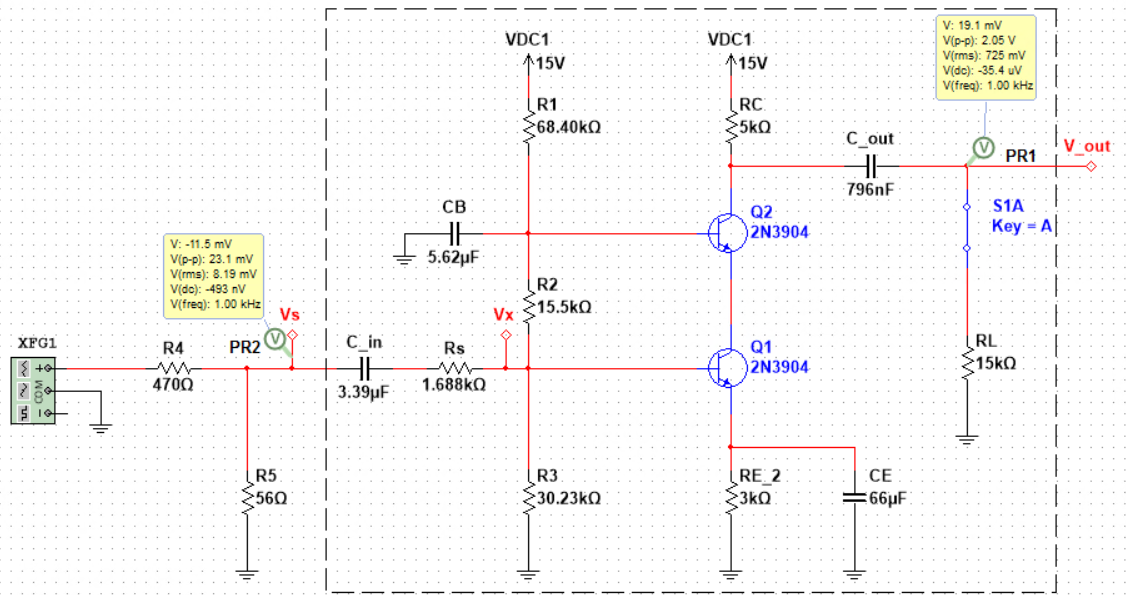 V: 19.1 mV
V(p-p): 2.05 V
V(rms): 725 mV
V(dc): -35.4 uV
V(freq): 1.00 kHz
VDC1
15V
VDC1
15V
R1
68.40kΩ
RC
5kΩ
C_out
796nF
V
PR1
V_out
S1A
Key = A
CB
5.62µF
Q2
2N3904
V: -11.5 mV
V(p-p): 23.1 mV
V(rms): 8.19 mV
V(dc): -493 nV
V(freq): 1.00 kHz
R2
15.5kΩ
V
Vs
Vx
XFG1
COM
R4
470Ω
PR2
C_in
3.39µF
Rs
1.688kΩ
Q1
2N3904
RL
15kΩ
R5
56Ω
R3
30.23kΩ
RE_2
3kΩ
CE
66µF